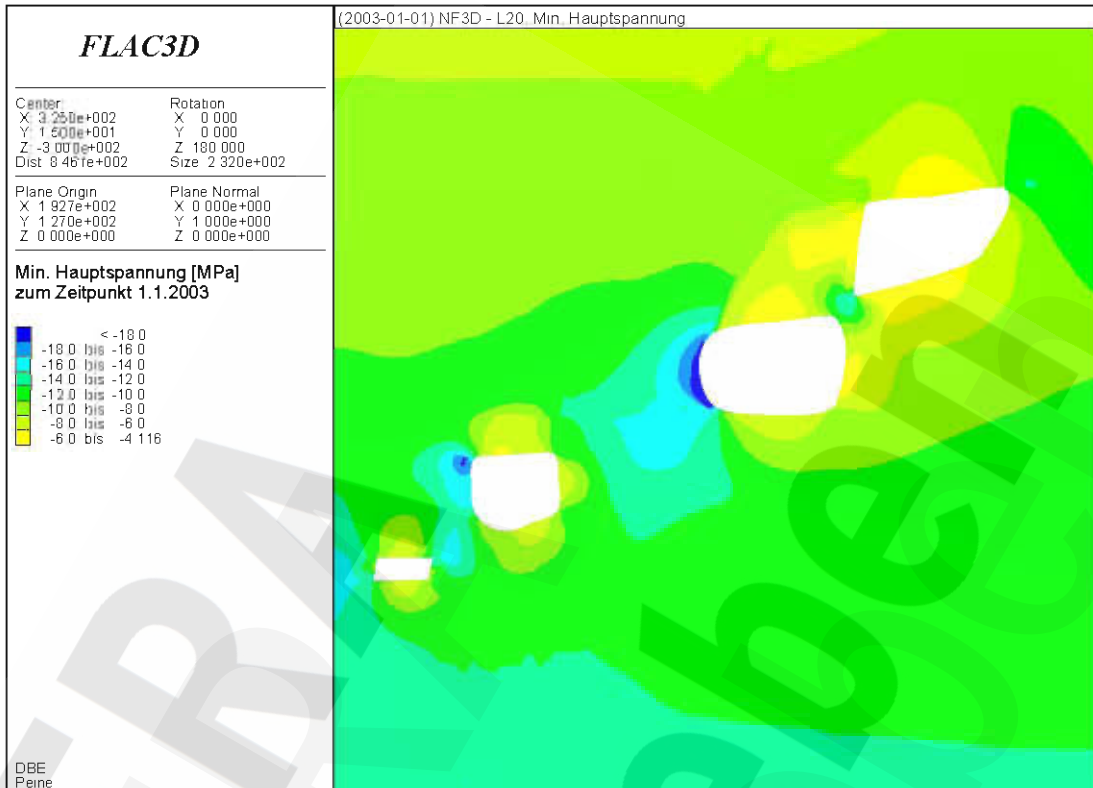 (2003-01-01) NF3D - L20. Min. Hauptspannung
FLAC3D
Center: Rotation
X: 3.250e+002 X: 0.000
Y: 1.500e+001 Y: 0.000
Z: -3.000e+002 Z: 180.000
Dist: 8.461e+002 Size: 2.320e+002
Plane Origin Plane Normal
X: 1.927e+002 X: 0.000e+000
Y: 1.270e+002 Y: 1.000e+000
Z: 0.000e+000 Z: 0.000e+000
Min. Hauptspannung [MPa]
zum Zeitpunkt 1.1.2003
< -18.0
-18.0 bis -16.0
-16.0 bis -14.0
-14.0 bis -12.0
-12.0 bis -10.0
-10.0 bis -8.0
-8.0 bis -6.0
-6.0 bis -4.116
DBE
Peine